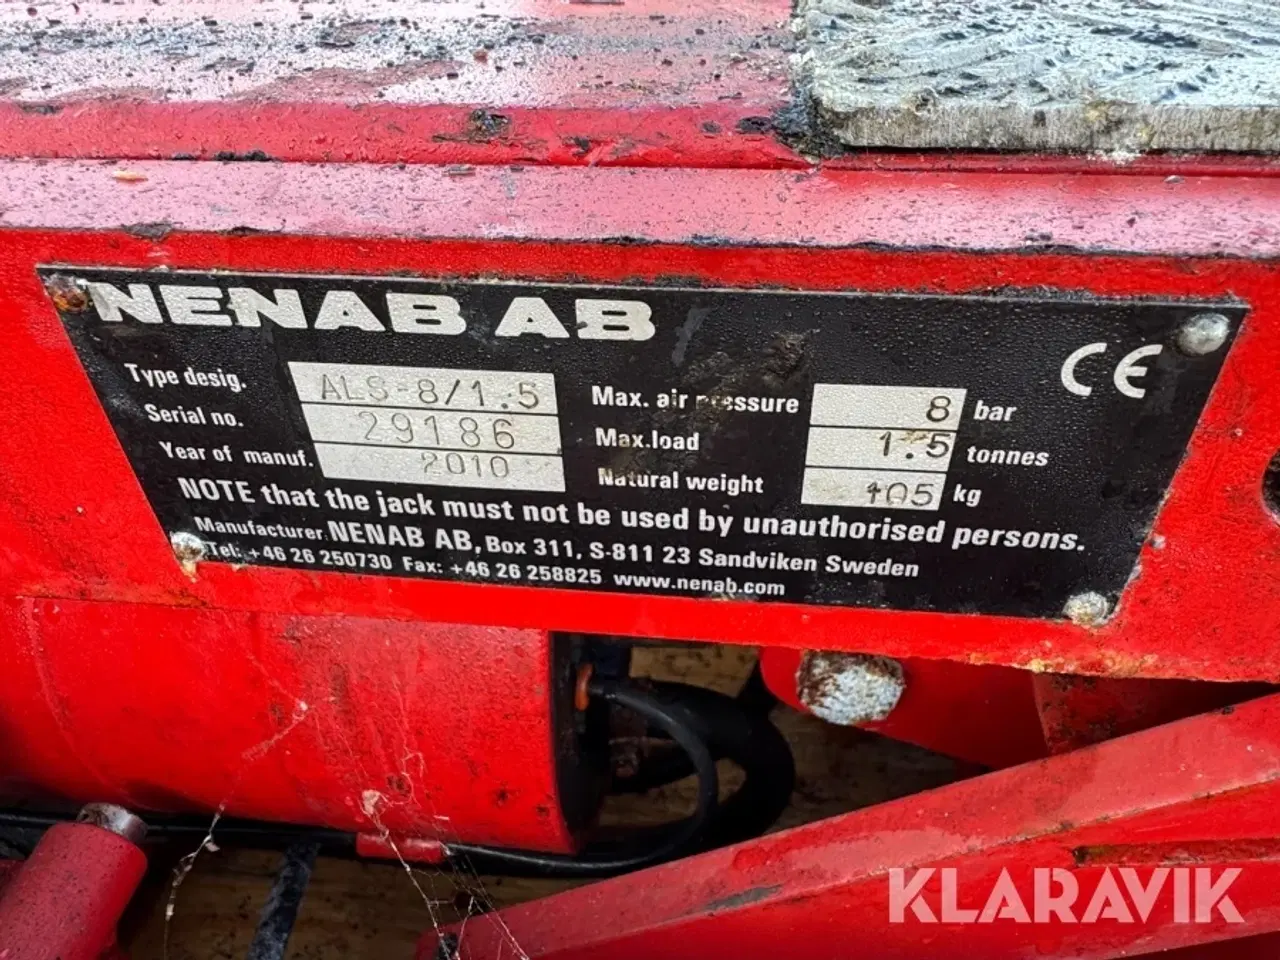 NENAB AB
CE
Type desig. ALS-8/1.5
Serial no. 29186
Year of manuf. 2010
Max. air pressure 8 bar
Max.load 1.5 tonnes
Natural weight 105 kg
NOTE that the jack must not be used by unauthorised persons.
Manufacturer: NENAB AB, Box 311, S-811 23 Sandviken Sweden
Tel: +46 26 250730 Fax: +46 26 258825 www.nenab.com
KLARAVIK